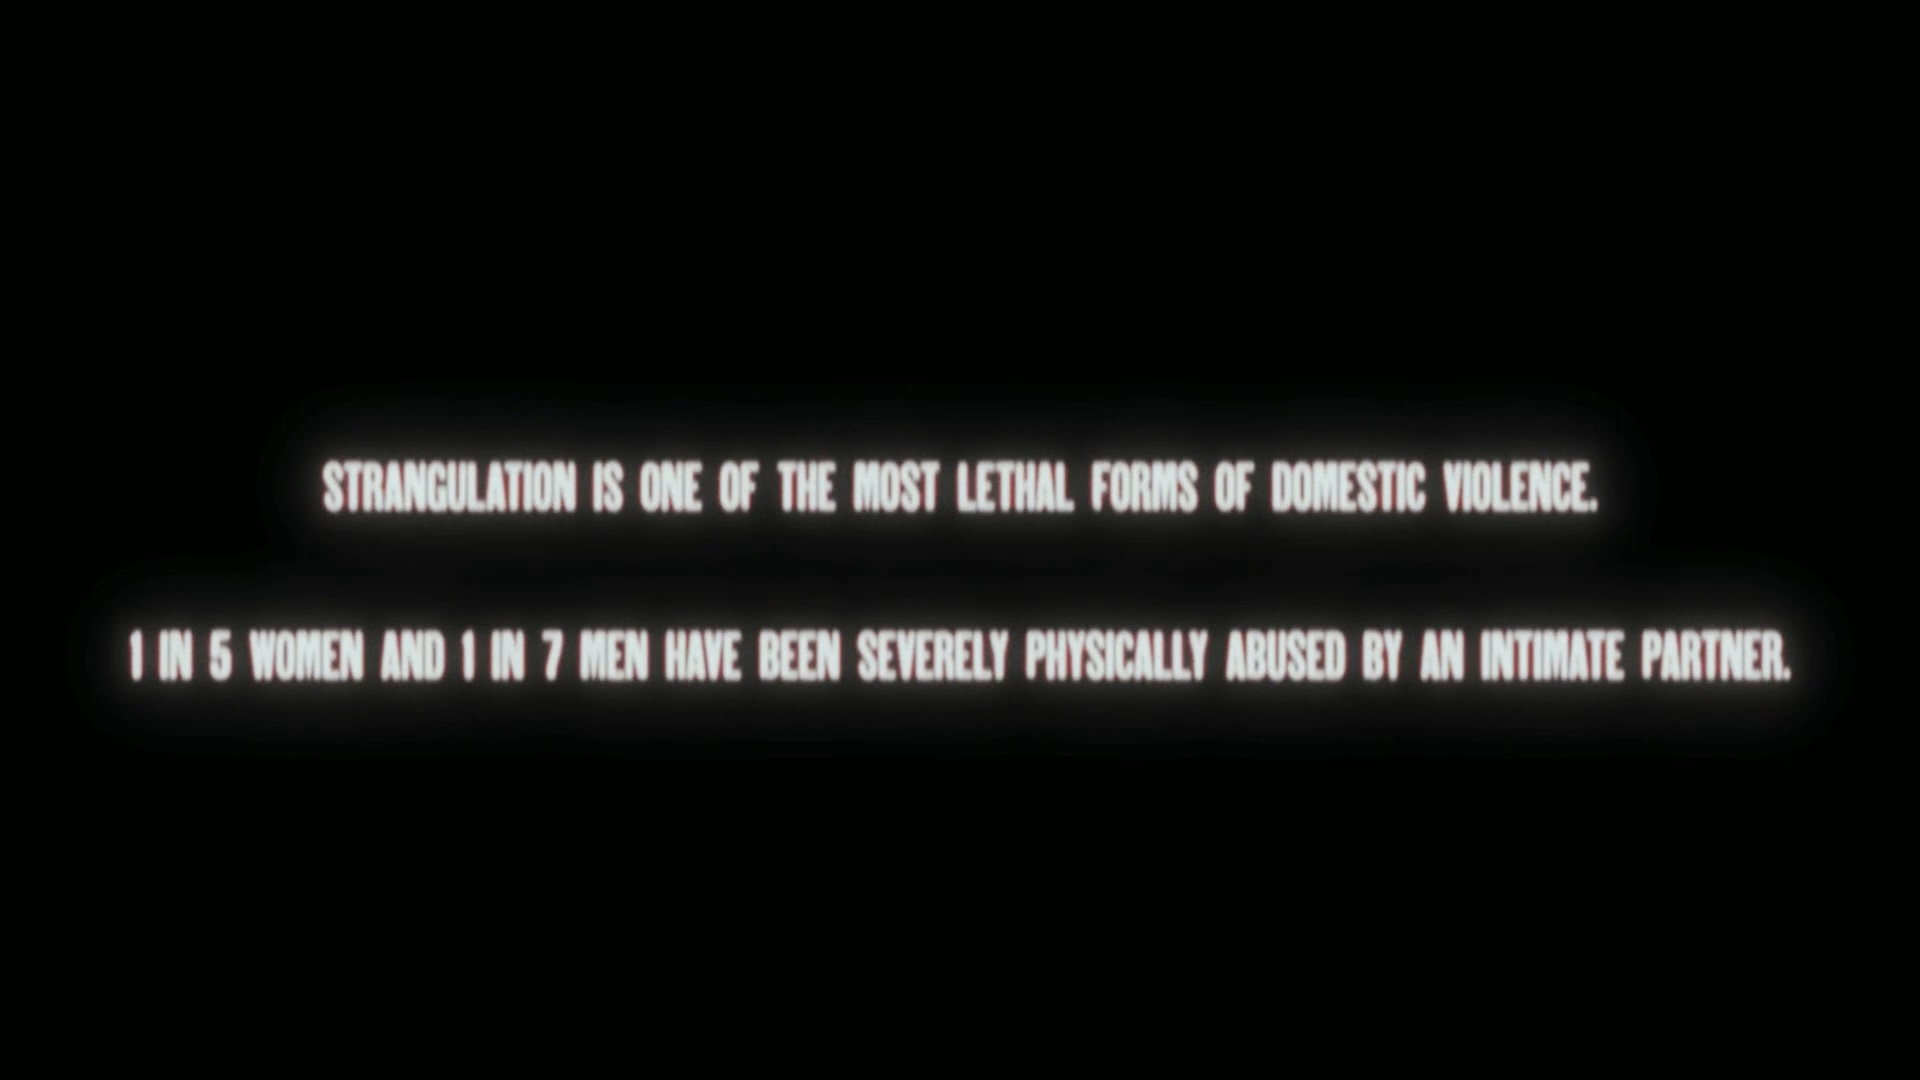 STRANGULATION IS ONE OF THE MOST LETHAL FORMS OF DOMESTIC VIOLENCE.
1 IN 5 WOMEN AND 1 IN 7 MEN HAVE BEEN SEVERELY PHYSICALLY ABUSED BY AN INTIMATE PARTNER.